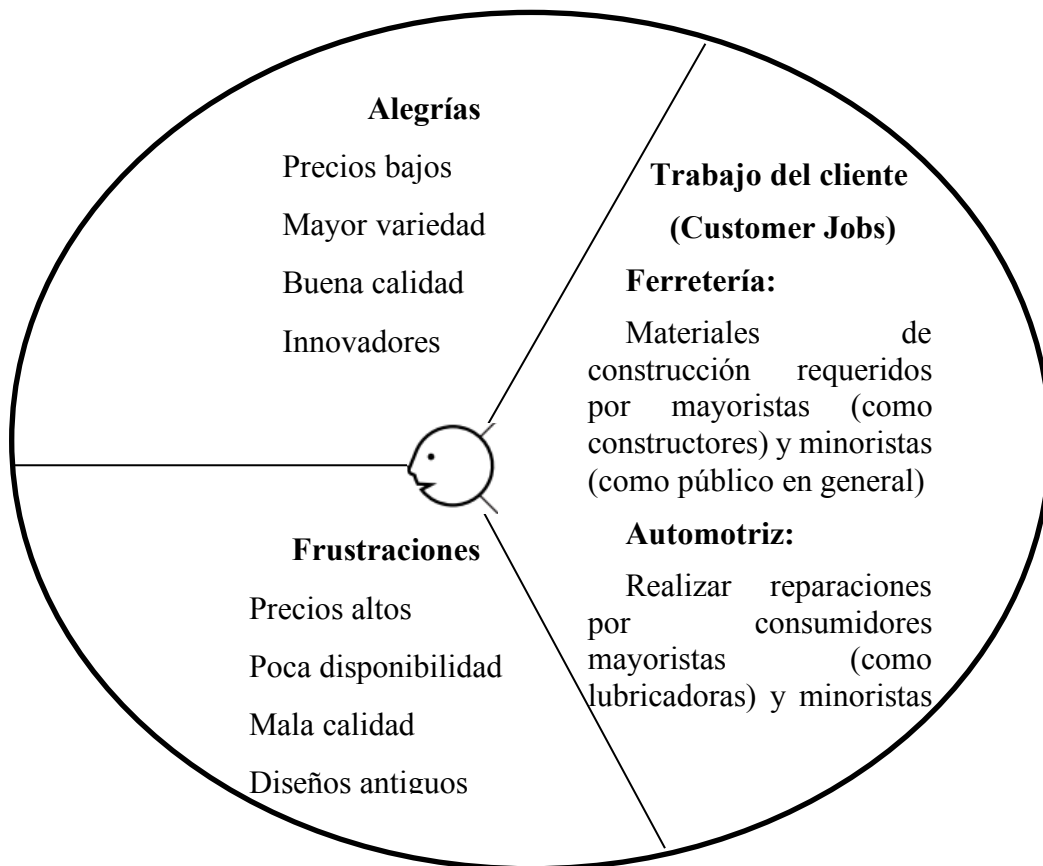 Alegrías
Precios bajos
Mayor variedad
Buena calidad
Innovadores
Trabajo del cliente
(Customer Jobs)
Ferretería:
Materiales de
construcción requeridos
por mayoristas (como
constructores) y minoristas
(como público en general)
Automotriz:
Realizar reparaciones
por consumidores
mayoristas (como
lubricadoras) y minoristas
Frustraciones
Precios altos
Poca disponibilidad
Mala calidad
Diseños antiguos